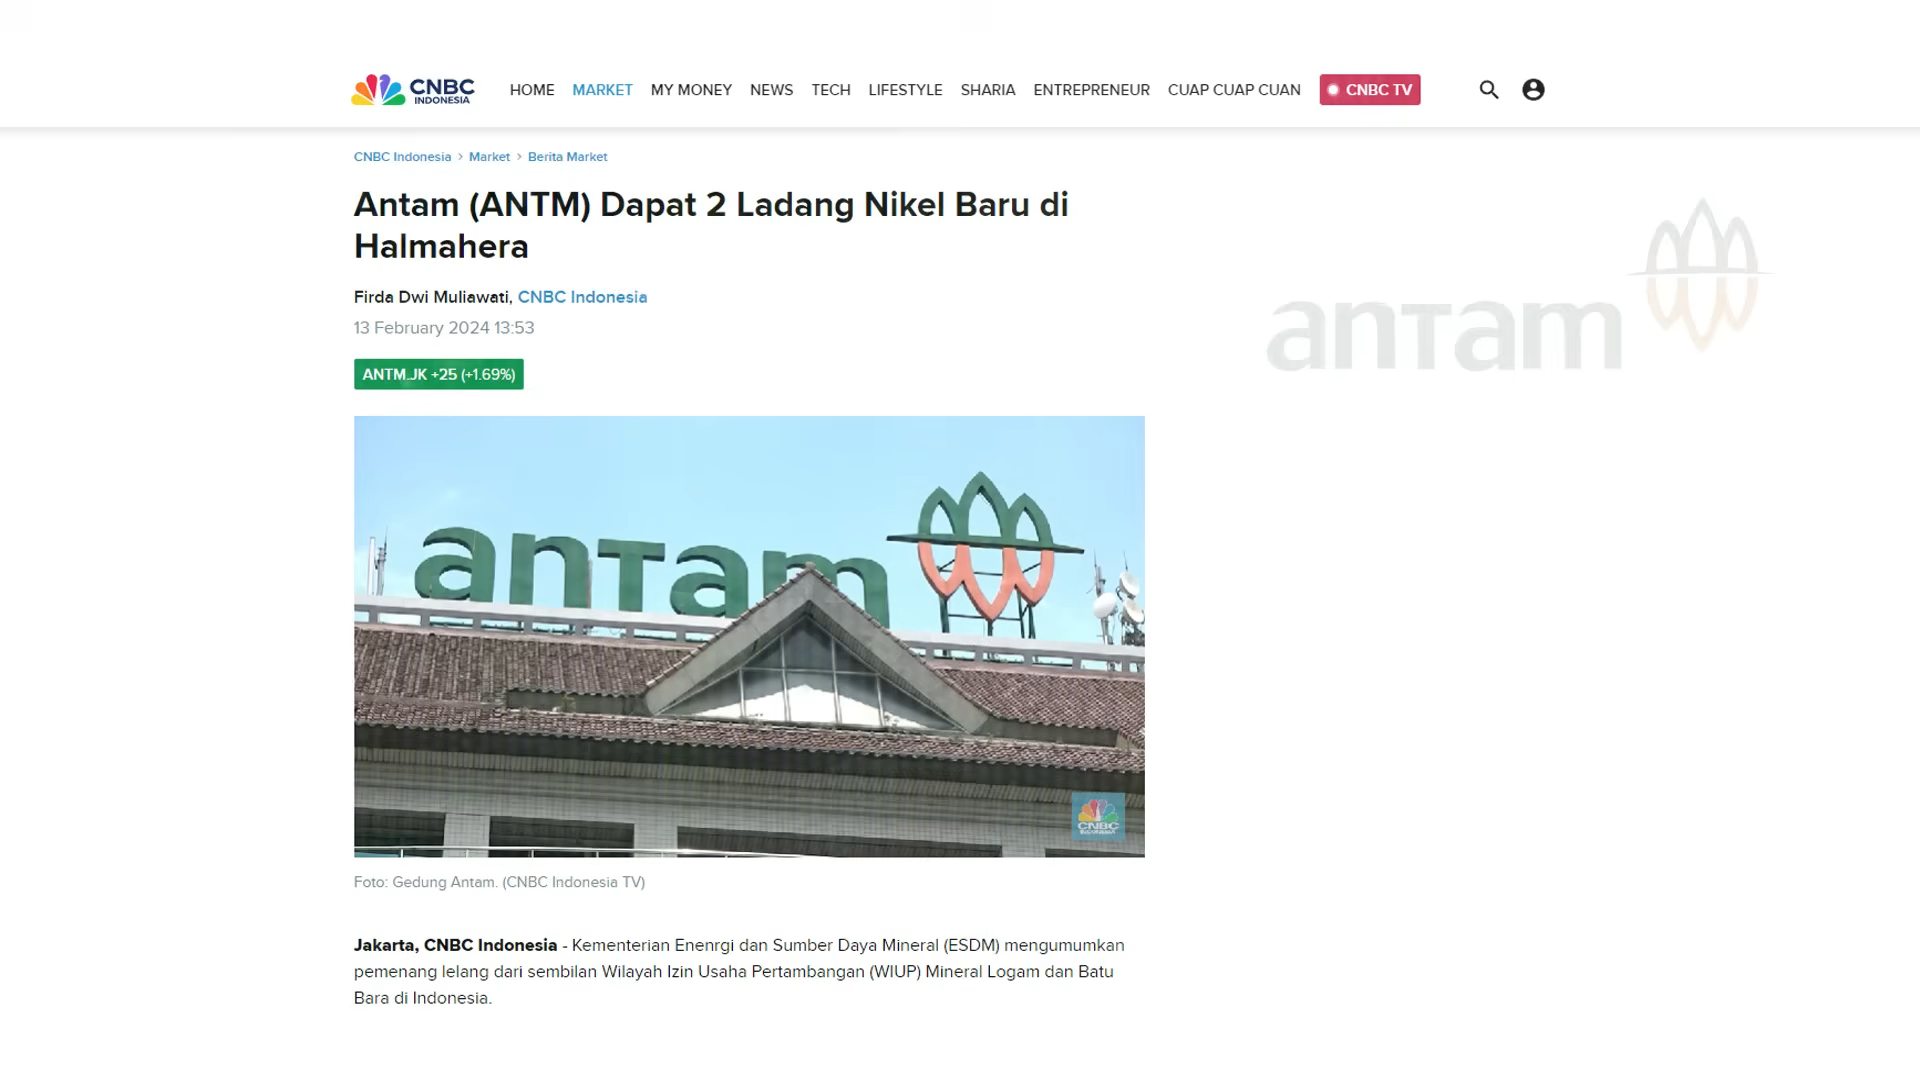 CNBC
INDONESIA
HOME MARKET MY MONEY NEWS TECH LIFESTYLE SHARIA ENTREPRENEUR CUAP CUAP CUAN CNBC TV
CNBC Indonesia > Market > Berita Market
Antam (ANTM) Dapat 2 Ladang Nikel Baru di
Halmahera
Firda Dwi Muliawati, CNBC Indonesia
13 February 2024 13:53
ANTM.JK +25 (+1.69%)
antam
antam
CNBC
INDONESIA
Foto: Gedung Antam. (CNBC Indonesia TV)
Jakarta, CNBC Indonesia - Kementerian Enenrgi dan Sumber Daya Mineral (ESDM) mengumumkan
pemenang lelang dari sembilan Wilayah Izin Usaha Pertambangan (WIUP) Mineral Logam dan Batu
Bara di Indonesia.